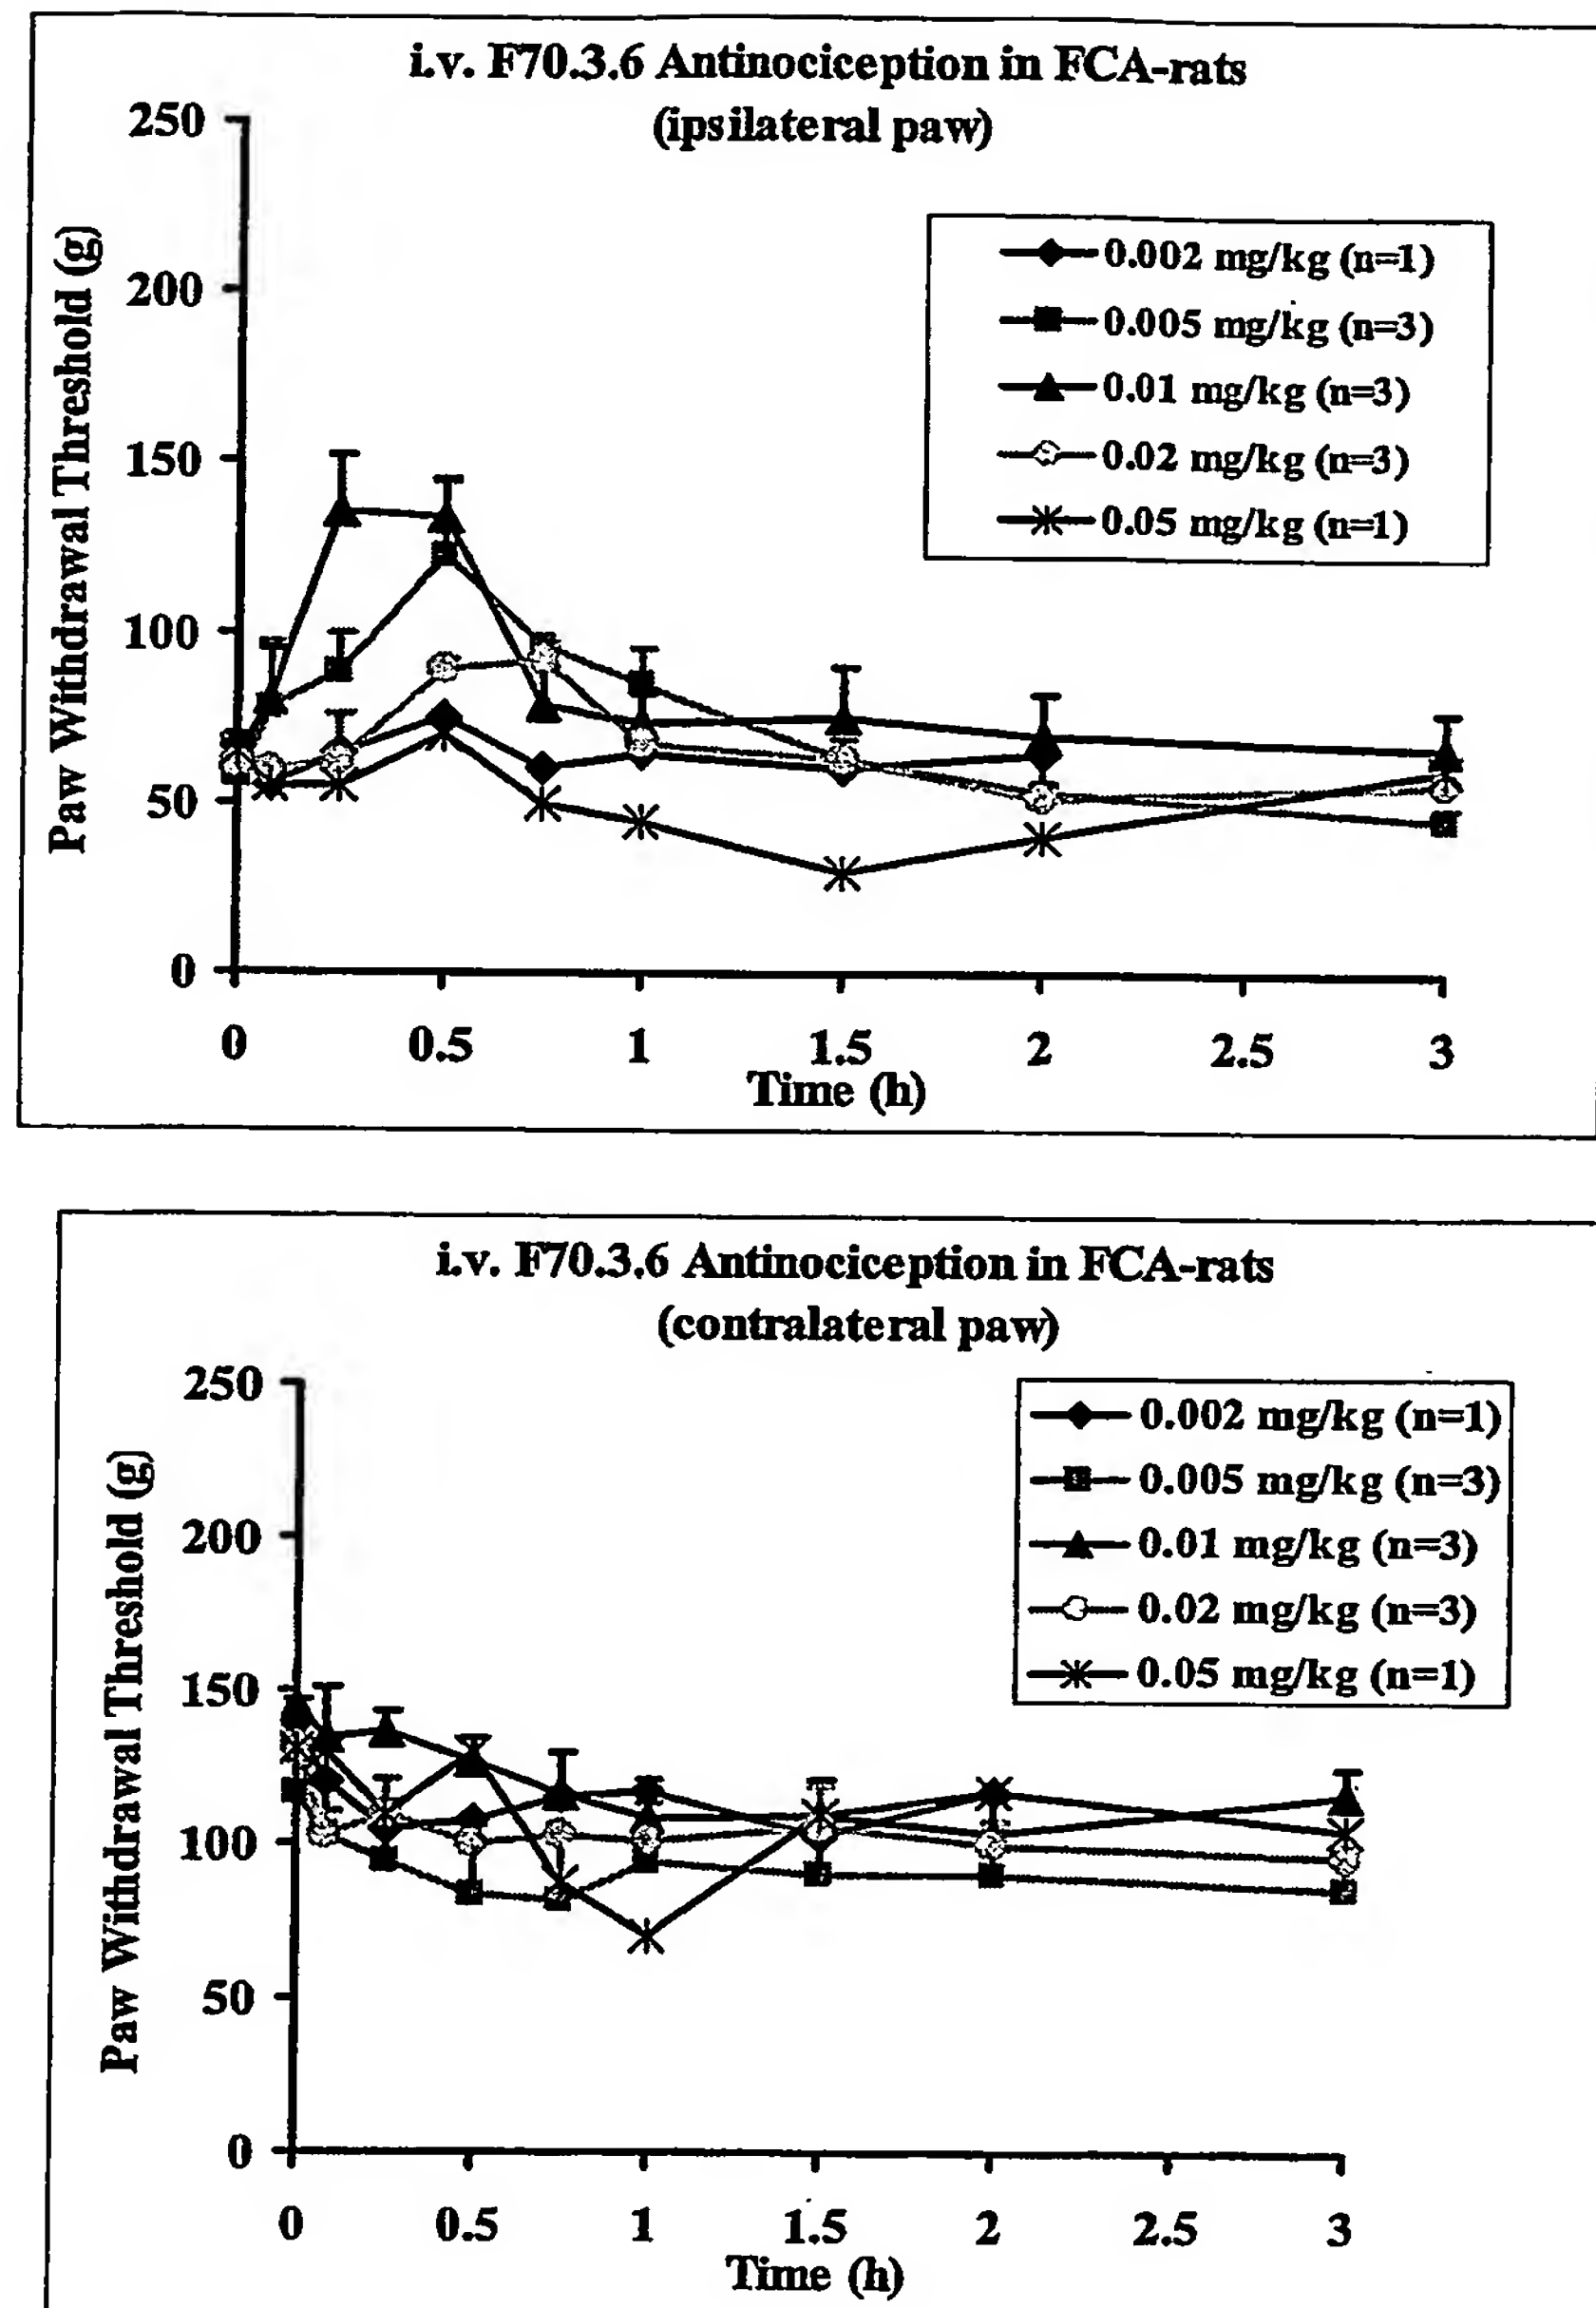 i.v. F70.3.6 Antinociception in FCA-rats
(ipsilateral paw)
250
200
150
100
50
0
Paw Withdrawal Threshold (g)
0.002 mg/kg (n=1)
0.005 mg/kg (n=3)
0.01 mg/kg (n=3)
0.02 mg/kg (n=3)
0.05 mg/kg (n=1)
0 0.5 1 1.5 2 2.5 3
Time (h)
i.v. F70.3.6 Antinociception in FCA-rats
(contralateral paw)
250
200
150
100
50
0
Paw Withdrawal Threshold (g)
0.002 mg/kg (n=1)
0.005 mg/kg (n=3)
0.01 mg/kg (n=3)
0.02 mg/kg (n=3)
0.05 mg/kg (n=1)
0 0.5 1 1.5 2 2.5 3
Time (h)